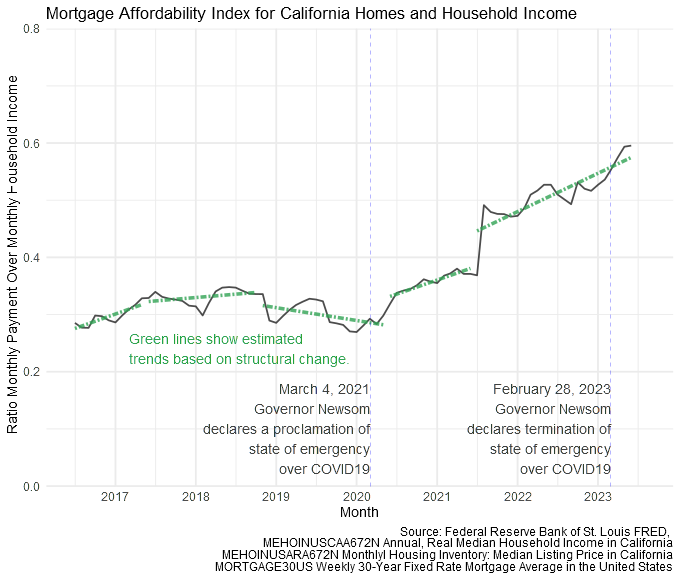 Mortgage Affordability Index for California Homes and Household Income
Ratio Monthly Payment Over Monthly Household Income
0.8
0.6
0.4
0.2
0.0
Green lines show estimated
trends based on structural change.
March 4, 2021
Governor Newsom
declares a proclamation of
state of emergency
over COVID19
February 28, 2023
Governor Newsom
declares termination of
state of emergency
over COVID19
2017 2018 2019 2020 2021 2022 2023
Month
Source: Federal Reserve Bank of St. Louis FRED,
MEHOINUSCAA672N Annual, Real Median Household Income in California
MEHOINUSARA672N Monthlyl Housing Inventory: Median Listing Price in California
MORTGAGE30US Weekly 30-Year Fixed Rate Mortgage Average in the United States